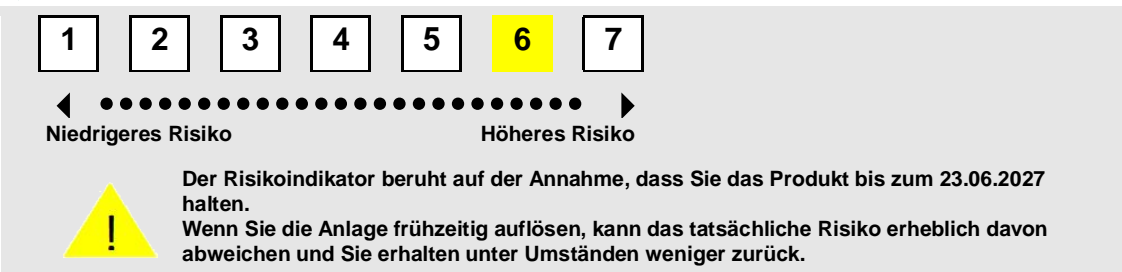 1 2 3 4 5 6 7
Niedrigeres Risiko Höheres Risiko
Der Risikoindikator beruht auf der Annahme, dass Sie das Produkt bis zum 23.06.2027
halten.
Wenn Sie die Anlage frühzeitig auflösen, kann das tatsächliche Risiko erheblich davon
abweichen und Sie erhalten unter Umständen weniger zurück.
!